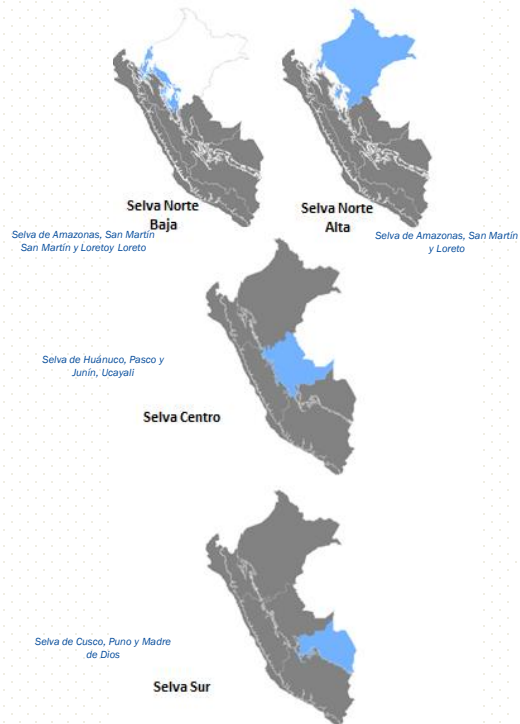 Selva Norte
Baja
Selva Norte
Alta
Selva de Amazonas, San Martín
San Martín y Loretoy Loreto
Selva de Amazonas, San Martín
y Loreto
Selva de Huánuco, Pasco y
Junín, Ucayali
Selva Centro
Selva de Cusco, Puno y Madre
de Dios
Selva Sur